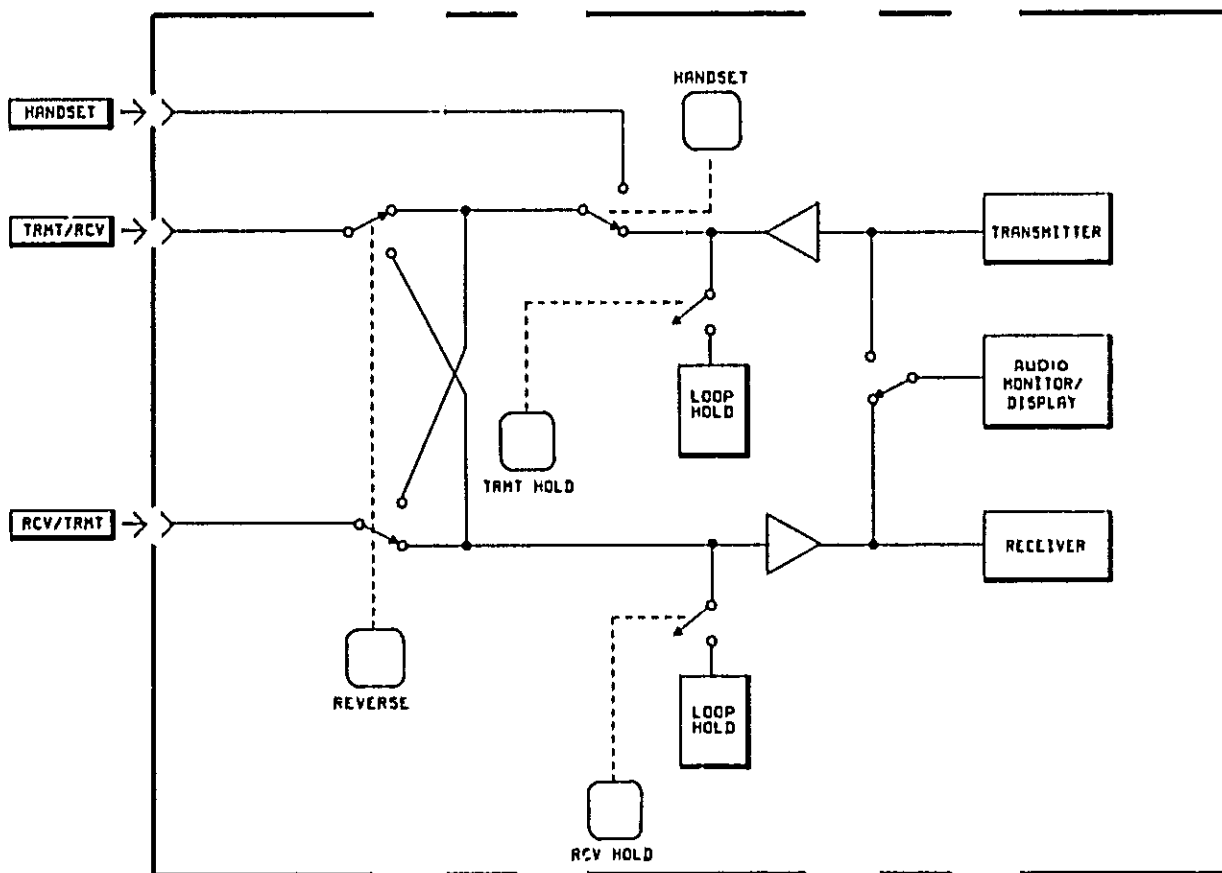 HANDSET
HANDSET
TRMT/RCV
TRANSMITTER
AUDIO
MONITOR/
DISPLAY
LOOP
HOLD
TRMT HOLD
RCV/TRMT
RECEIVER
REVERSE
LOOP
HOLD
RCV HOLD